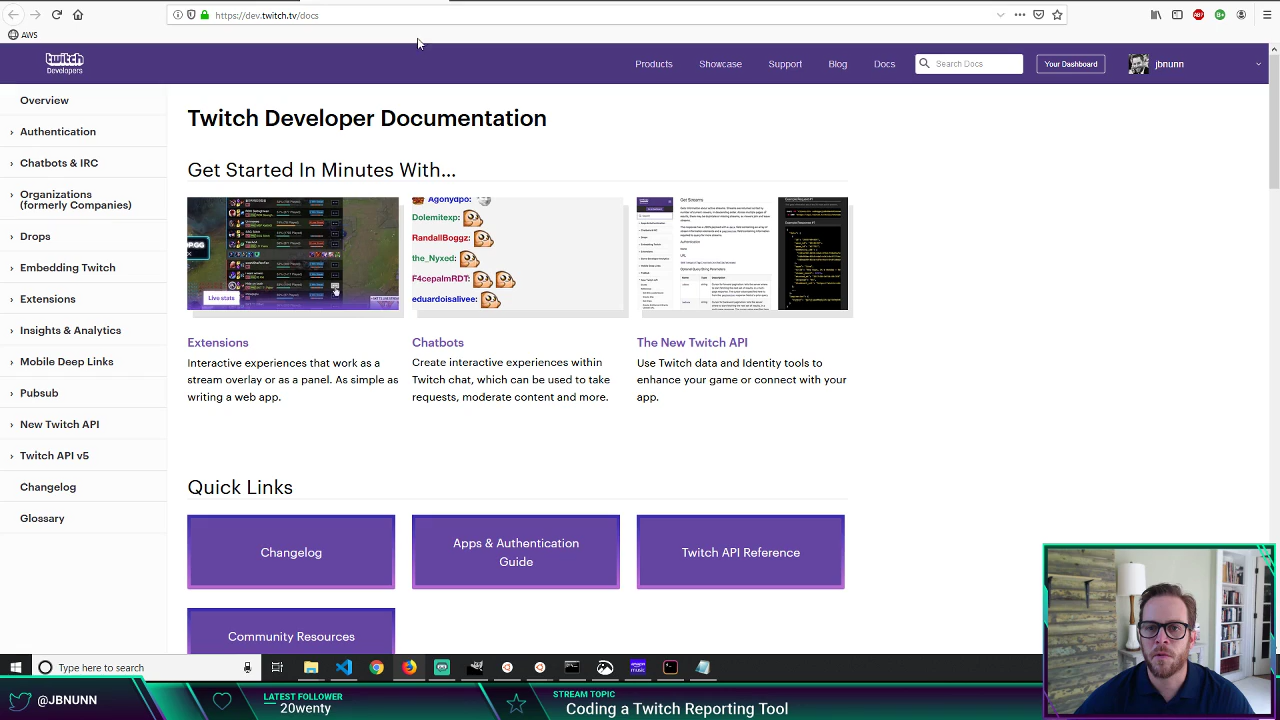 https://dev.twitch.tv/docs
AWS
twitch
Developers
Products
Showcase
Support
Blog
Docs
Search Docs
Your Dashboard
jbnunn
Overview
Authentication
Chatbots & IRC
Organizations
(formerly Companies)
Drops
Embedding Twitch
Extensions
Insights & Analytics
Mobile Deep Links
Pubsub
New Twitch API
Twitch API v5
Changelog
Glossary
Twitch Developer Documentation
Get Started In Minutes With...
Live stats
Agonydpo:
Dolemitexp:
RandallBoggz:
the_Nyxed:
F4ceplmRDT:
eduardoisalive:
Get Streams
Extensions
Interactive experiences that work as a
stream overlay or as a panel. As simple as
writing a web app.
Chatbots
Create interactive experiences within
Twitch chat, which can be used to take
requests, moderate content and more.
The New Twitch API
Use Twitch data and Identity tools to
enhance your game or connect with your
app.
Quick Links
Changelog
Apps & Authentication
Guide
Twitch API Reference
Community Resources
Type here to search
@JBNUNN
LATEST FOLLOWER
20wenty
STREAM TOPIC
Coding a Twitch Reporting Tool